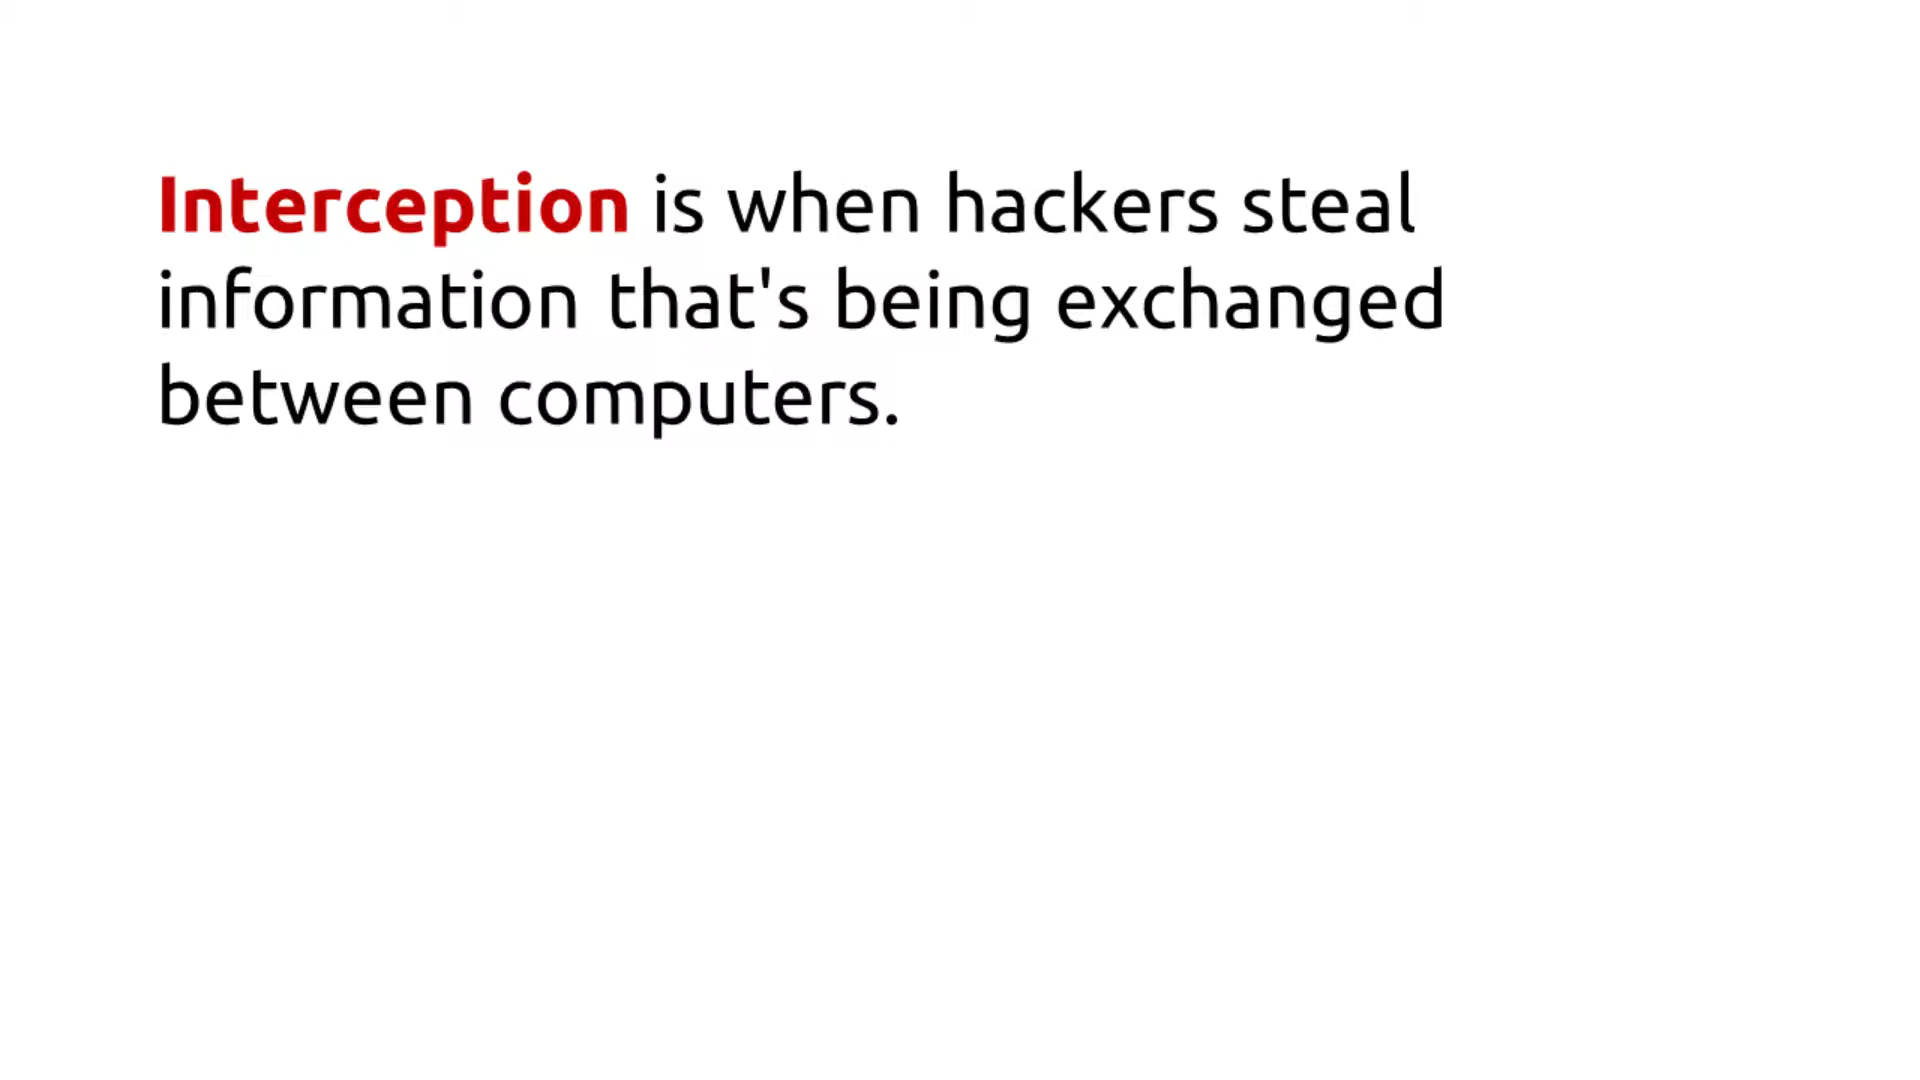 Interception is when hackers steal
information that's being exchanged
between computers.